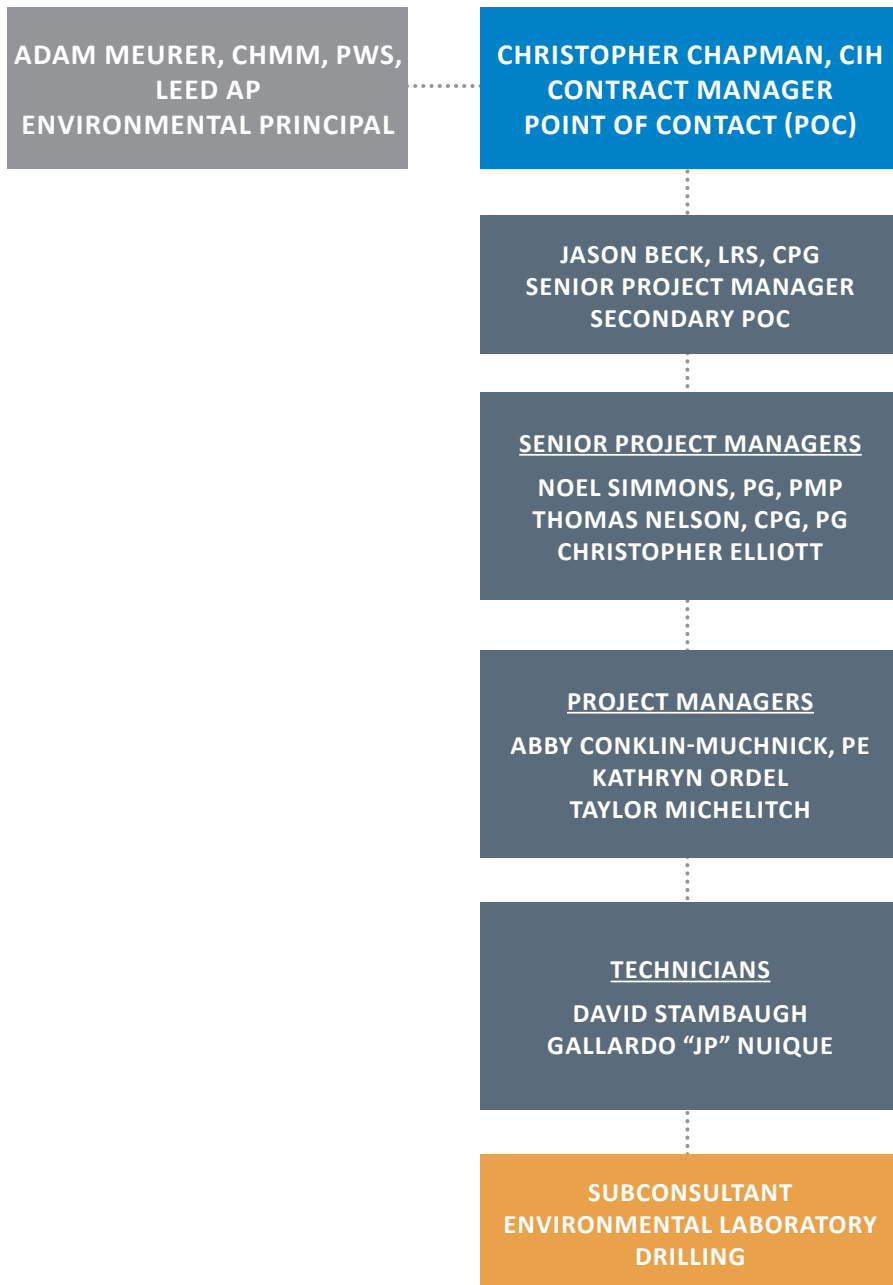 ADAM MEURER, CHMM, PWS,
LEED AP
ENVIRONMENTAL PRINCIPAL
CHRISTOPHER CHAPMAN, CIH
CONTRACT MANAGER
POINT OF CONTACT (POC)
JASON BECK, LRS, CPG
SENIOR PROJECT MANAGER
SECONDARY POC
SENIOR PROJECT MANAGERS
NOEL SIMMONS, PG, PMP
THOMAS NELSON, CPG, PG
CHRISTOPHER ELLIOTT
PROJECT MANAGERS
ABBY CONKLIN-MUCHNICK, PE
KATHRYN ORDEL
TAYLOR MICHELITCH
TECHNICIANS
DAVID STAMBAUGH
GALLARDO “JP” NUIQUE
SUBCONSULTANT
ENVIRONMENTAL LABORATORY
DRILLING